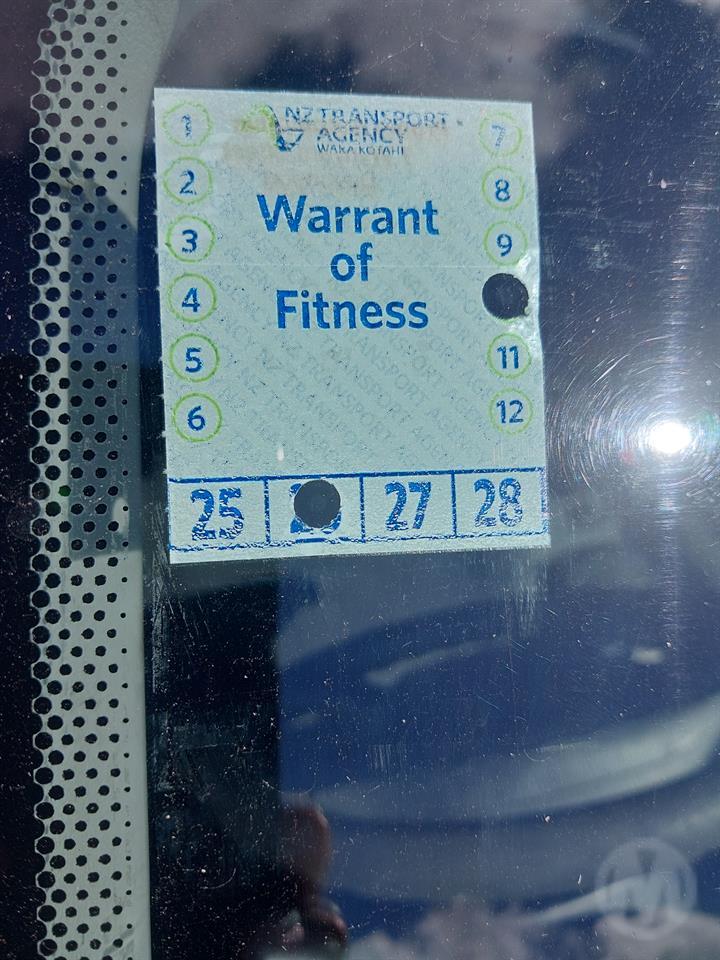 NZ TRANSPORT
AGENCY
WAKA KOTAHI
Warrant
of
Fitness
1
2
3
4
5
6
7
8
9
11
12
25
27
28